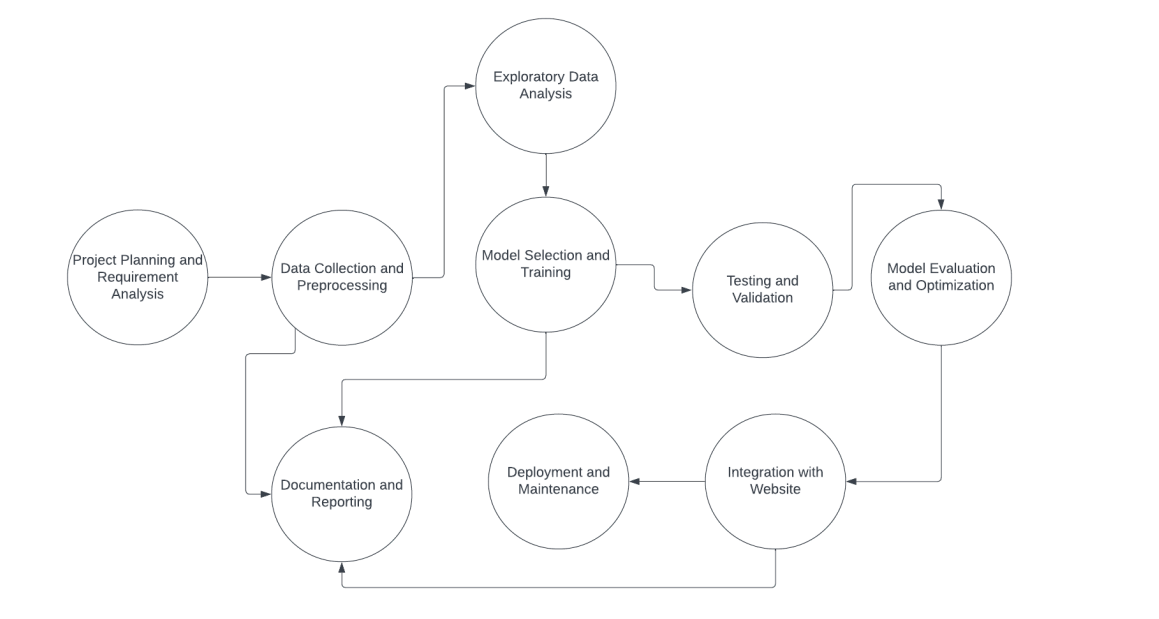 Exploratory Data
Analysis
Project Planning and
Requirement
Analysis
Data Collection and
Preprocessing
Model Selection and
Training
Testing and
Validation
Model Evaluation
and Optimization
Documentation and
Reporting
Deployment and
Maintenance
Integration with
Website